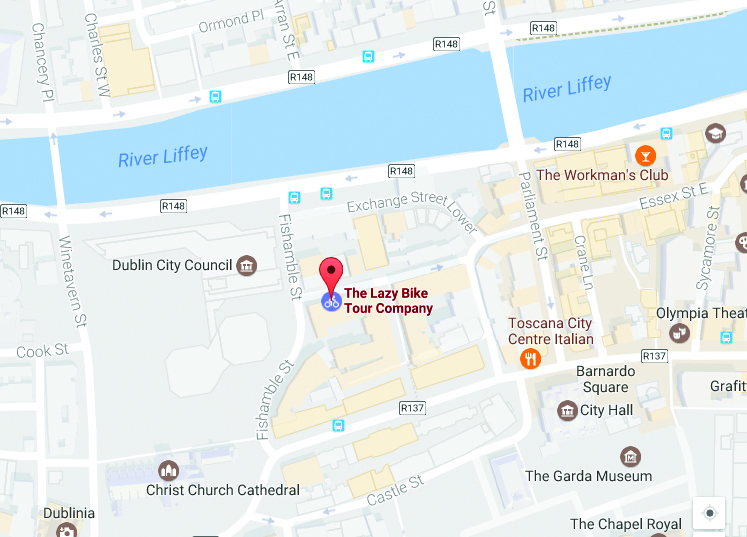 Ormond Pl
Arran St E
St
Chancery Pl
Charles St W
R148
R148
R148
River Liffey
River Liffey
R148
R148
R148
R148
The Workman's Club
Essex St E
Parliament St
Exchange Street Lower
Fishamble St
Winetavern St
Crane Ln
Sycamore St
Dublin City Council
The Lazy Bike
Tour Company
Olympia Theat
Toscana City
Centre Italian
Cook St
R137
Barnardo
Square
Grafit
R137
City Hall
Fishamble St
The Garda Museum
Christ Church Cathedral
Castle St
Dublinia
The Chapel Royal